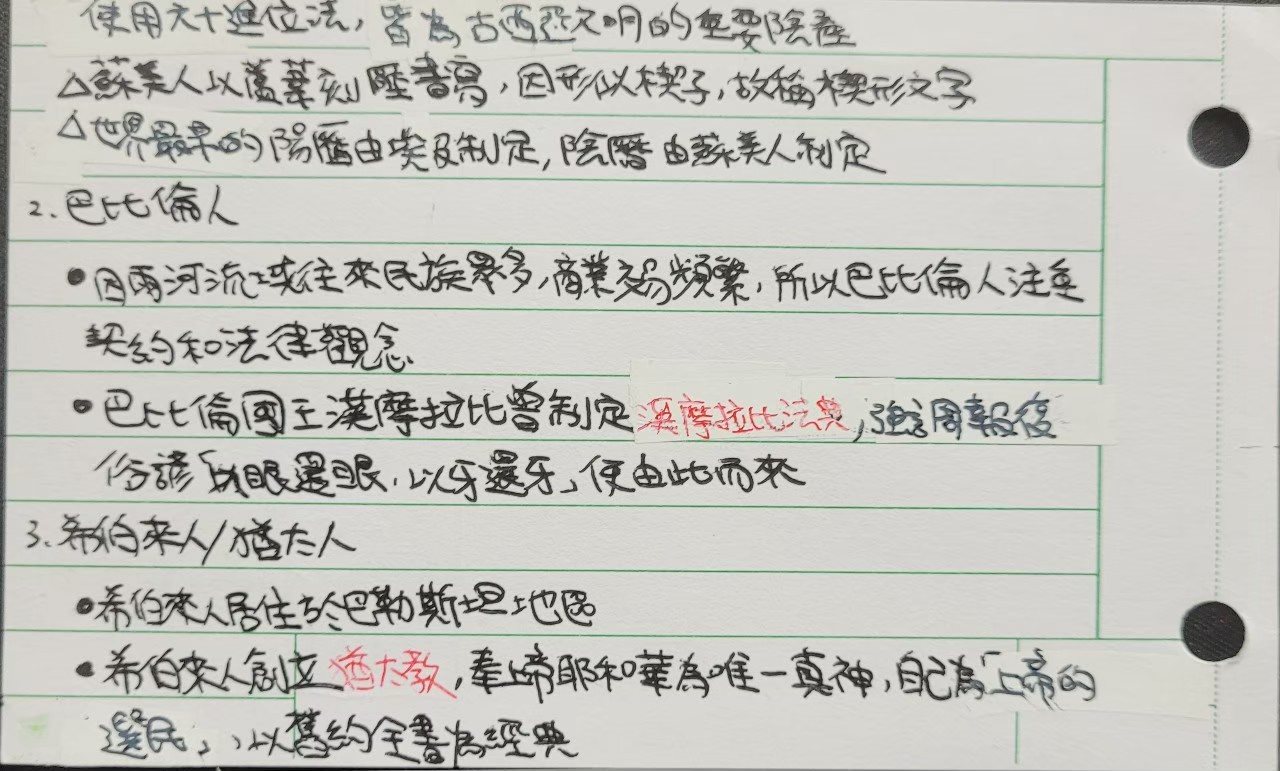 使用六十進位法，皆為古西亞文明的重要陰產
△蘇美人以蘆葦刻壓書寫，因形似楔子，故稱楔形文字
△世界最早的陽曆由埃及制定，陰曆由蘇美人制定
2. 巴比倫人
•因兩河流域往來民族眾多，商業交易頻繁，所以巴比倫人注重
契約和法律觀念
•巴比倫國王漢摩拉比曾制定漢摩拉比法典，強調報復
俗諺「以眼還眼，以牙還牙」便由此而來
3. 希伯來人/猶太人
•希伯來人居住於巴勒斯坦地區
•希伯來人創立猶太教，奉上帝耶和華為唯一真神，自己為「上帝的
選民」，以舊約全書為經典